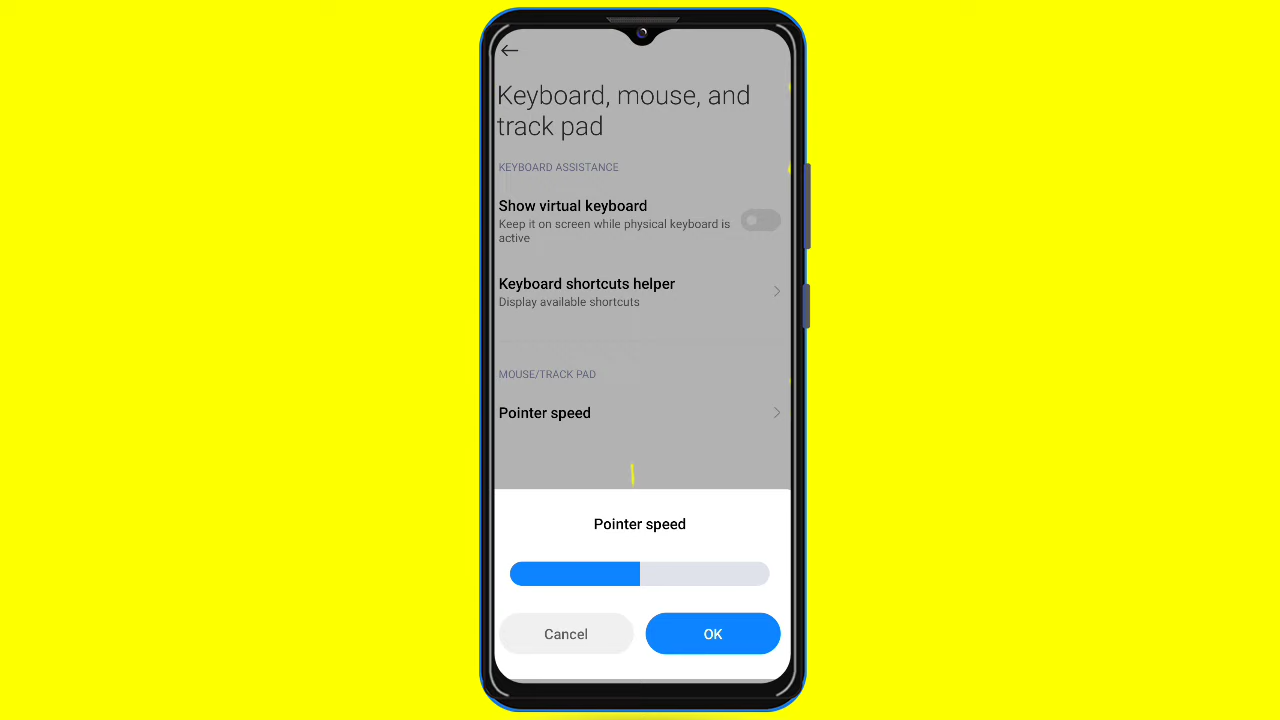 Keyboard, mouse, and
track pad
KEYBOARD ASSISTANCE
Show virtual keyboard
Keep it on screen while physical keyboard is
active
Keyboard shortcuts helper
Display available shortcuts
MOUSE/TRACK PAD
Pointer speed
Pointer speed
Cancel
OK